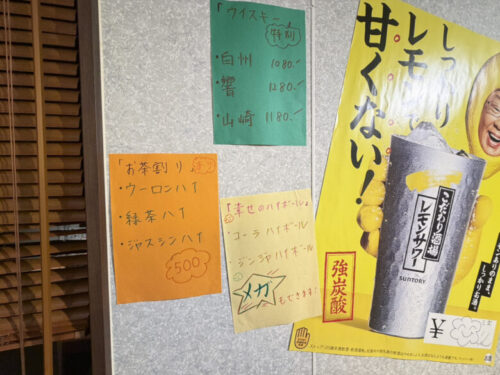 「ウイスキー
特別
・白州 1080.-
・響 1280.-
・山崎 1180.-
「お茶割り」
・ウーロンハイ
・緑茶ハイ
・ジャスミンハイ
500
「幸せのハイボール」
・コーラハイボール
・ジンジャハイボール
メガ
もできます!
しっかり
レモン
甘くない!
こだわり酒場
レモンサワー
SUNTORY
強炭酸
¥